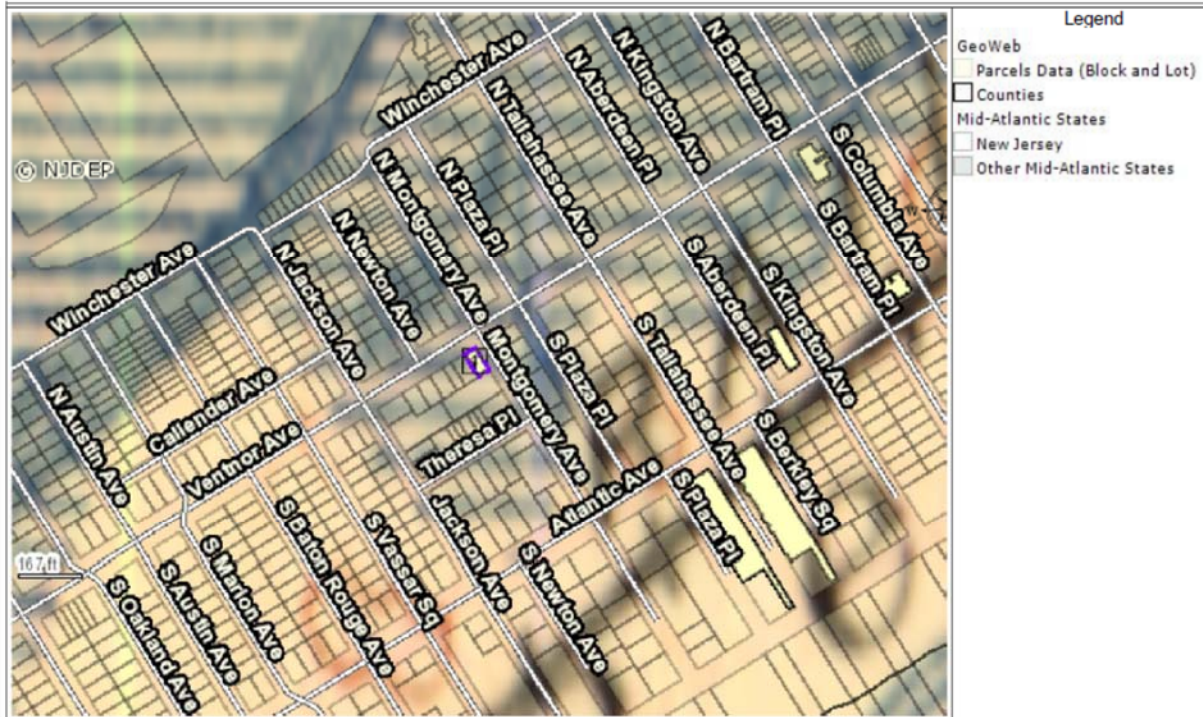 Legend
GeoWeb
Parcels Data (Block and Lot)
Counties
Mid-Atlantic States
New Jersey
Other Mid-Atlantic States
© NJDEP
Winchester Ave
N Tallahassee Ave
N Aberdeen Pl
N Kingston Ave
N Bartram Pl
S Columbia Ave
W
N Montgomery Ave
N Plaza Pl
N Newton Ave
N Jackson Ave
Winchester Ave
S Bartram Pl
S Kingston Ave
S Aberdeen Pl
S Tallahassee Ave
S Plaza Pl
Montgomery Ave
Theresa Pl
Callender Ave
Ventnor Ave
N Austin Ave
S Berkley Sq
Atlantic Ave
S Plaza Pl
Jackson Ave
S Vassar Sq
S Baton Rouge Ave
S Marion Ave
S Austin Ave
S Oakland Ave
S Newton Ave
167 ft